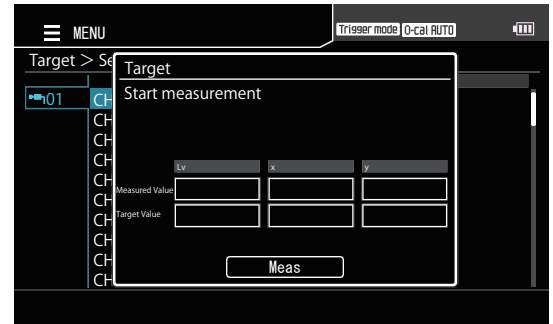 MENU
Trigger mode 0-cal AUTO
Target > Se
Target
Start measurement
01
CH
CH
CH
CH
CH
CH
CH
CH
CH
CH
Lv x y
Measured Value
Target Value
Meas